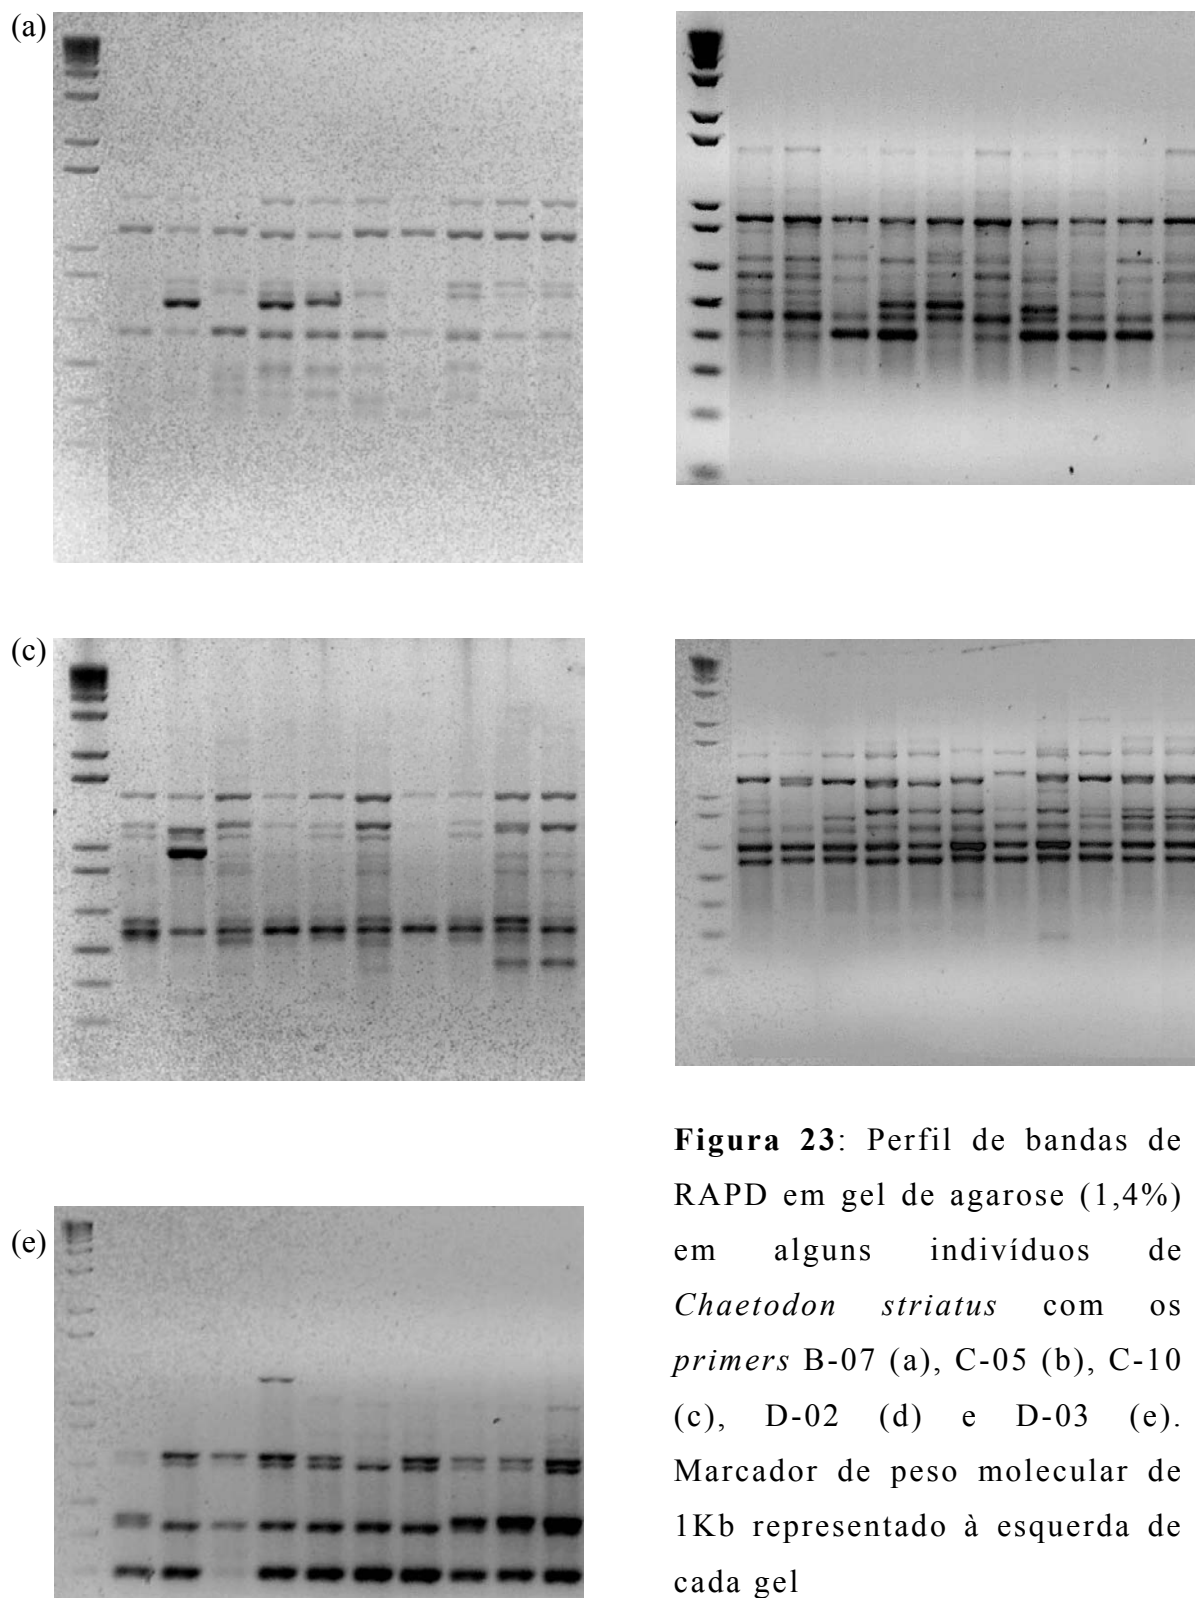 (a)
(c)
(e)
Figura 23: Perfil de bandas de
RAPD em gel de agarose (1,4%)
em alguns indivíduos de
Chaetodon striatus com os
primers B-07 (a), C-05 (b), C-10
(c), D-02 (d) e D-03 (e).
Marcador de peso molecular de
1Kb representado à esquerda de
cada gel